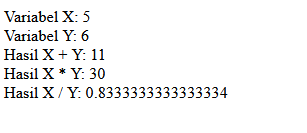 Variabel X: 5
Variabel Y: 6
Hasil X + Y: 11
Hasil X * Y: 30
Hasil X / Y: 0.8333333333333334